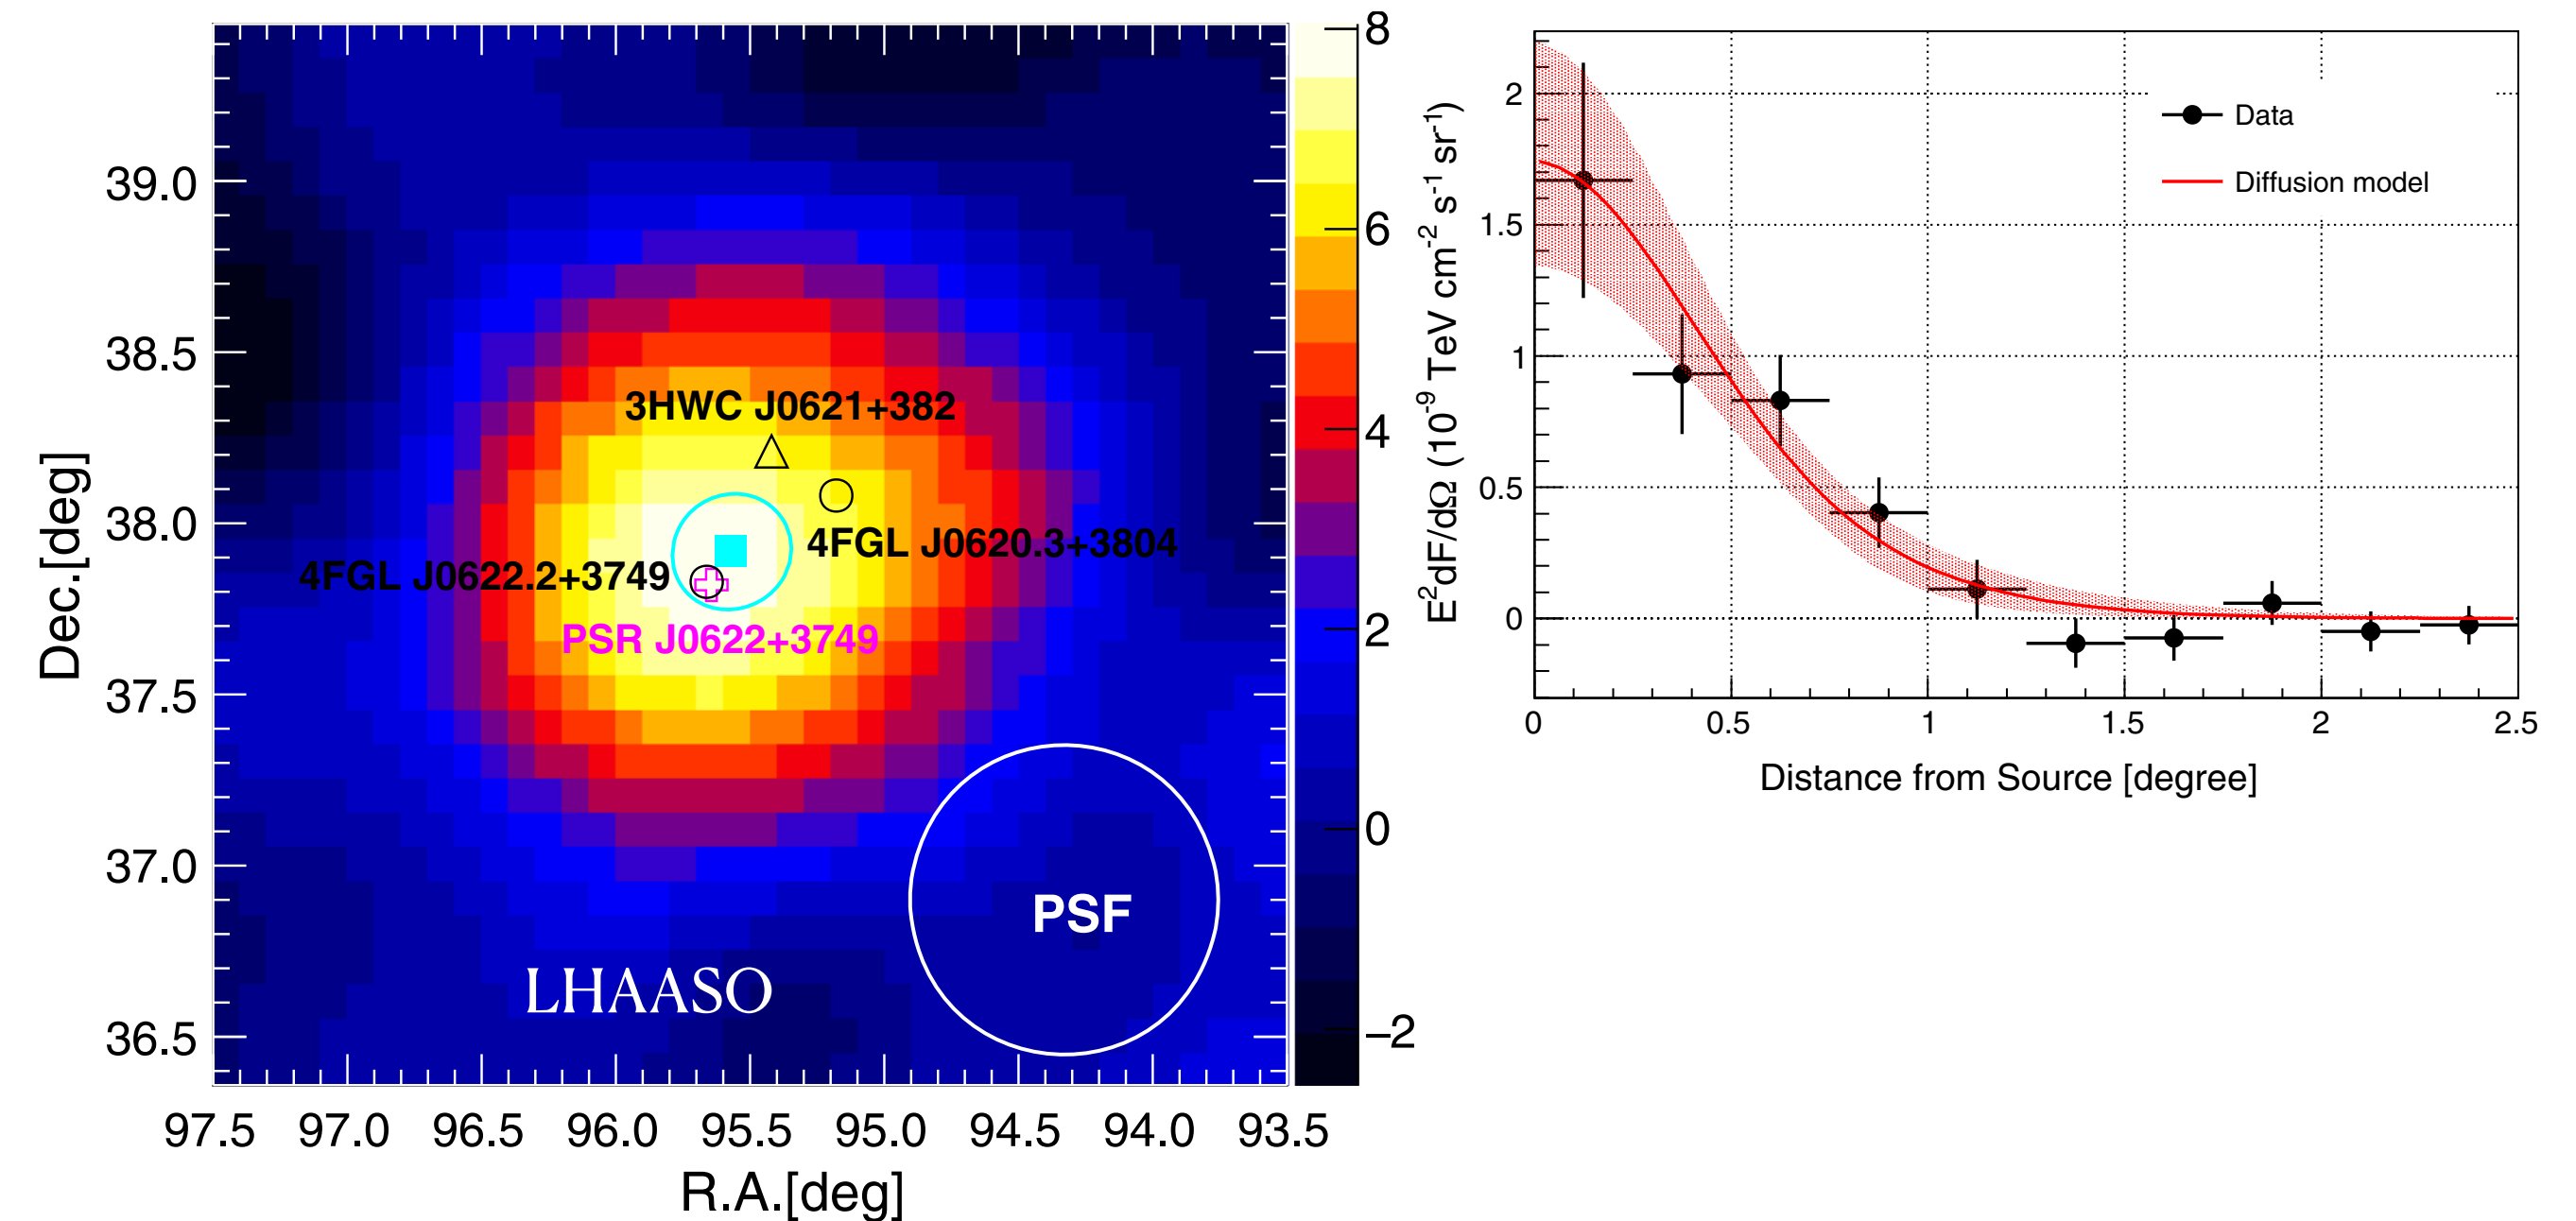 8
6
4
2
0
−2
39.0
38.5
38.0
37.5
37.0
36.5
Dec.[deg]
3HWC J0621+382
4FGL J0620.3+3804
4FGL J0622.2+3749
PSR J0622+3749
PSF
LHAASO
97.5 97.0 96.5 96.0 95.5 95.0 94.5 94.0 93.5
R.A.[deg]
E²dF/dΩ (10⁻⁹ TeV cm⁻² s⁻¹ sr⁻¹)
2
1.5
1
0.5
0
Data
Diffusion model
0 0.5 1 1.5 2 2.5
Distance from Source [degree]